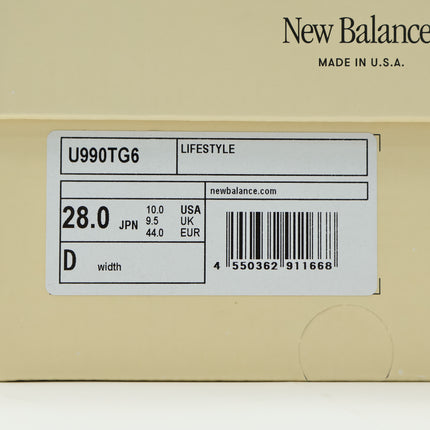 New Balance
MADE IN U.S.A.
U990TG6 LIFESTYLE
newbalance.com
28.0 JPN 10.0 USA
9.5 UK
44.0 EUR
D width
4 550362 911668